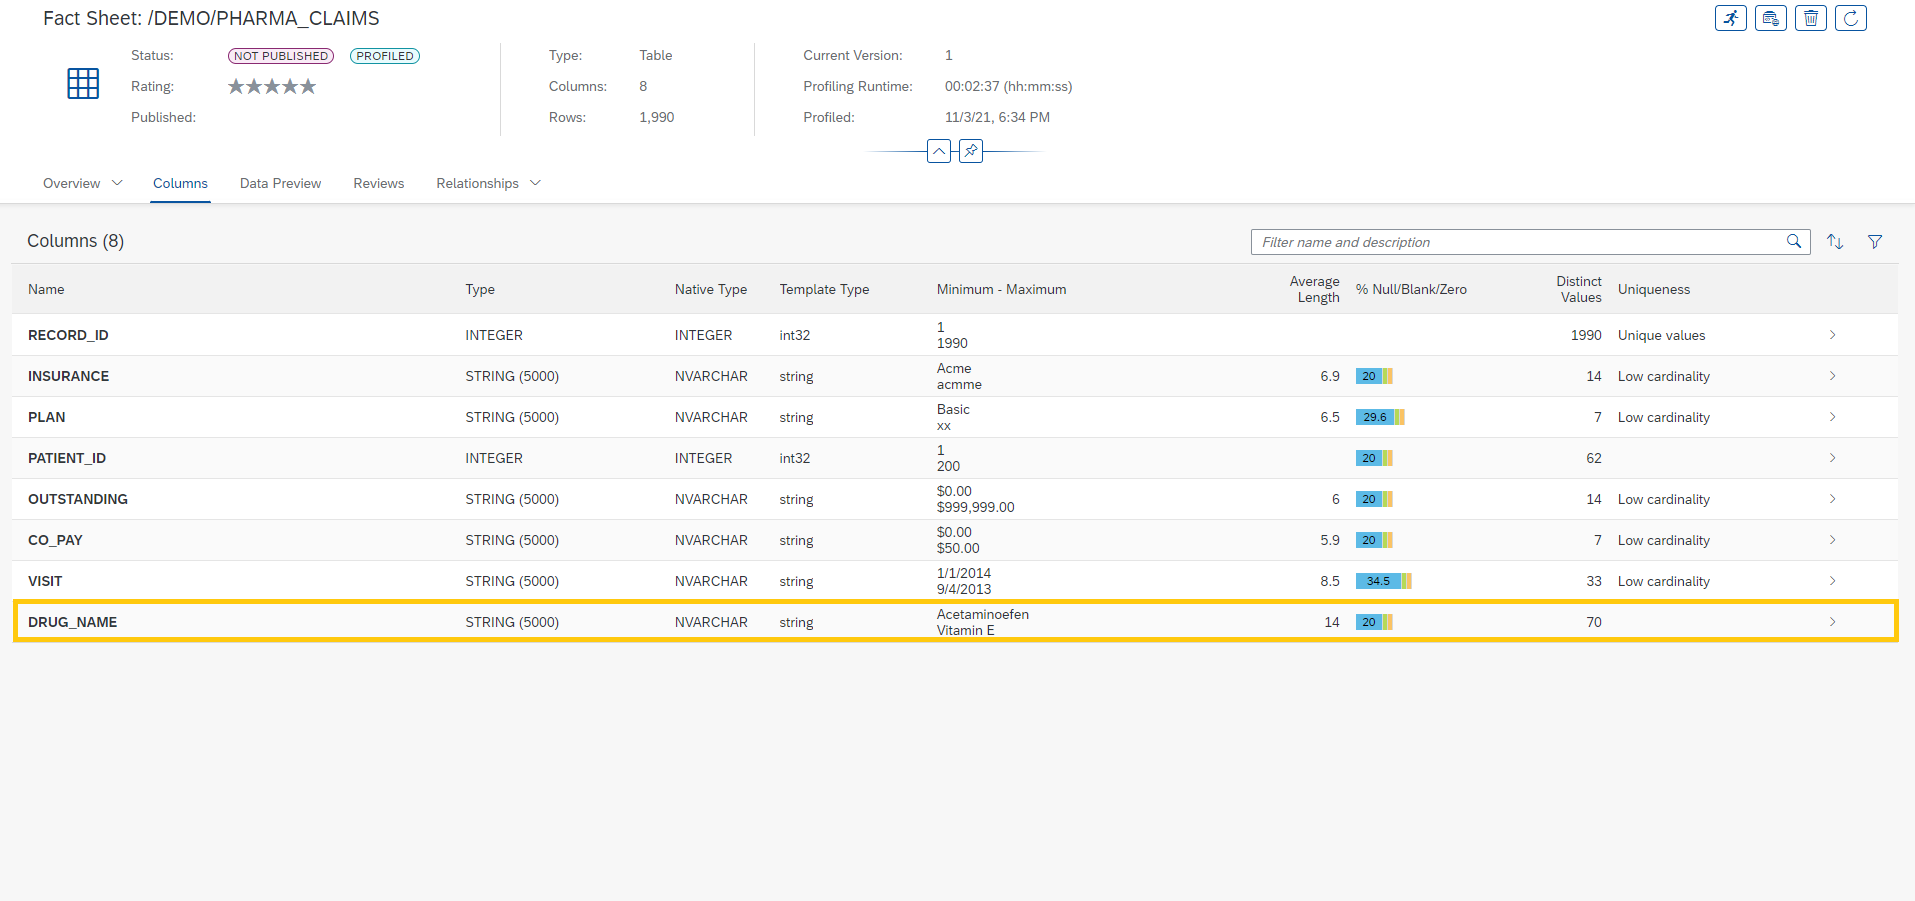 Fact Sheet: /DEMO/PHARMA_CLAIMS
Status: NOT PUBLISHED PROFILED Type: Table Current Version: 1
Rating: Columns: 8 Profiling Runtime: 00:02:37 (hh:mm:ss)
Published: Rows: 1,990 Profiled: 11/3/21, 6:34 PM
Overview Columns Data Preview Reviews Relationships
Columns (8) Filter name and description
Name Type Native Type Template Type Minimum - Maximum Average Length % Null/Blank/Zero Distinct Values Uniqueness
RECORD_ID INTEGER INTEGER int32 1 1990 1990 Unique values
INSURANCE STRING (5000) NVARCHAR string Acme acmme 6.9 20 14 Low cardinality
PLAN STRING (5000) NVARCHAR string Basic xx 6.5 29.6 7 Low cardinality
PATIENT_ID INTEGER INTEGER int32 1 200 20 62
OUTSTANDING STRING (5000) NVARCHAR string $0.00 $999,999.00 6 20 14 Low cardinality
CO_PAY STRING (5000) NVARCHAR string $0.00 $50.00 5.9 20 7 Low cardinality
VISIT STRING (5000) NVARCHAR string 1/1/2014 9/4/2013 8.5 34.5 33 Low cardinality
DRUG_NAME STRING (5000) NVARCHAR string Acetaminoefen Vitamin E 14 20 70